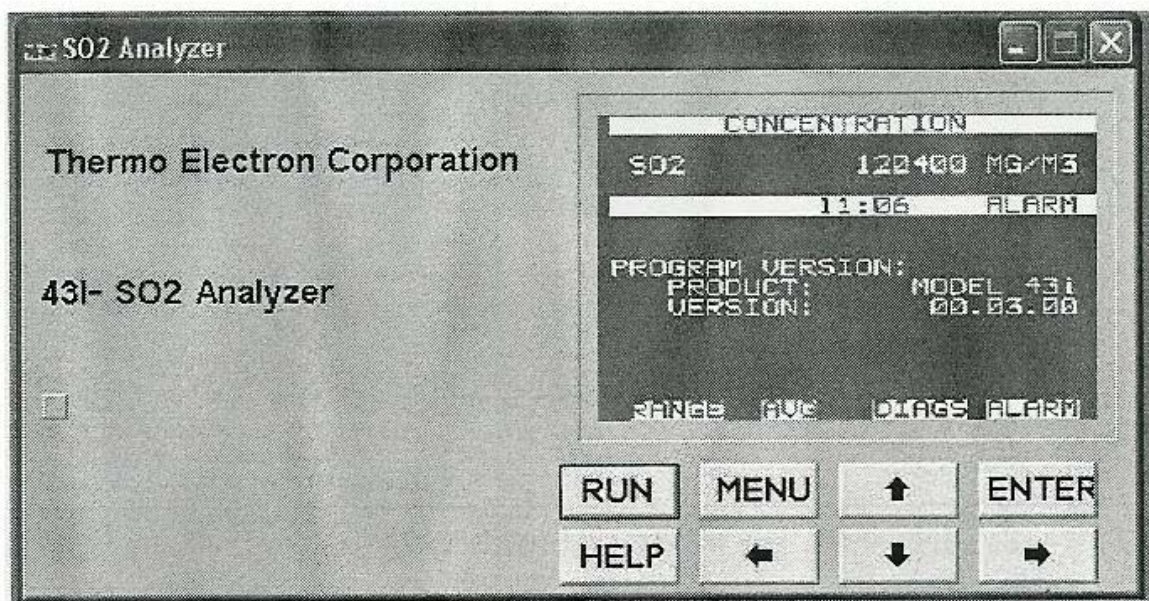 SO2 Analyzer
Thermo Electron Corporation
43I- SO2 Analyzer
CONCENTRATION
SO2 120400 MG/M3
11:06 ALARM
PROGRAM VERSION:
PRODUCT: MODEL 43i
VERSION: 00.03.00
RANGE AVG DIAGS ALARM
RUN MENU ENTER
HELP